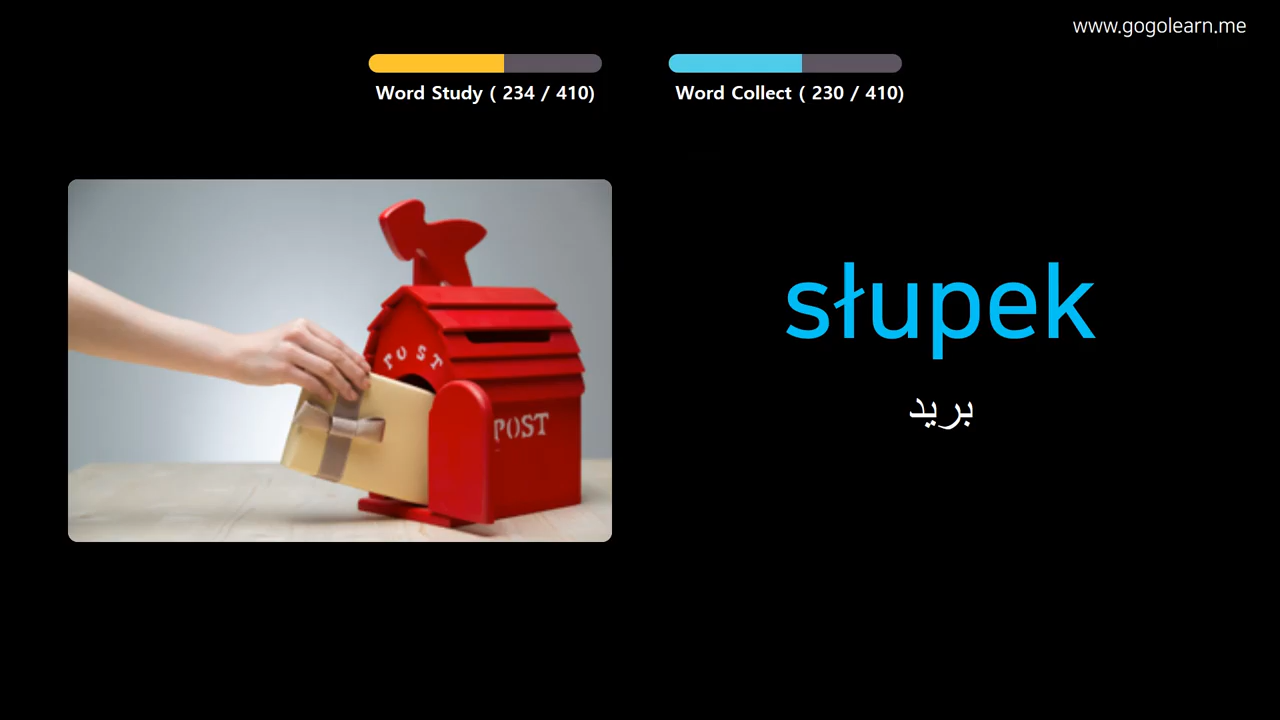 www.gogolearn.me
Word Study ( 234 / 410)
Word Collect ( 230 / 410)
POST
POST
słupek
بريد